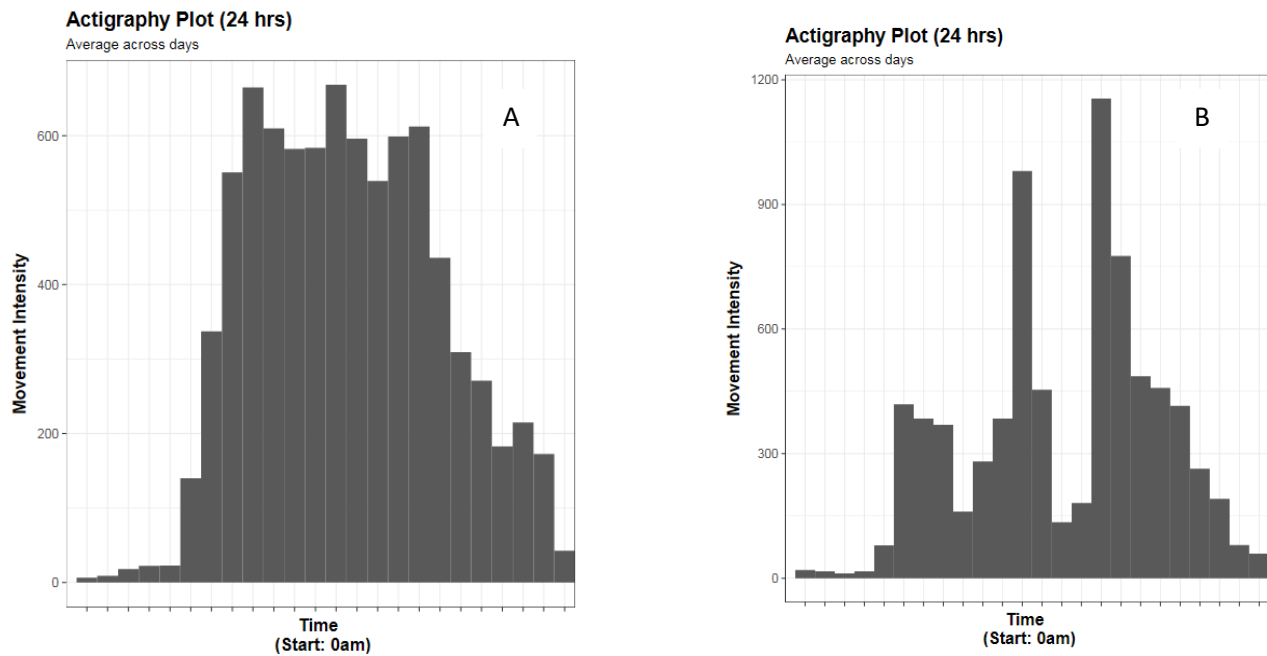 Actigraphy Plot (24 hrs)
Average across days
A
600
400
200
0
Movement Intensity
Time
(Start: 0am)
Actigraphy Plot (24 hrs)
Average across days
B
1200
900
600
300
0
Movement Intensity
Time
(Start: 0am)